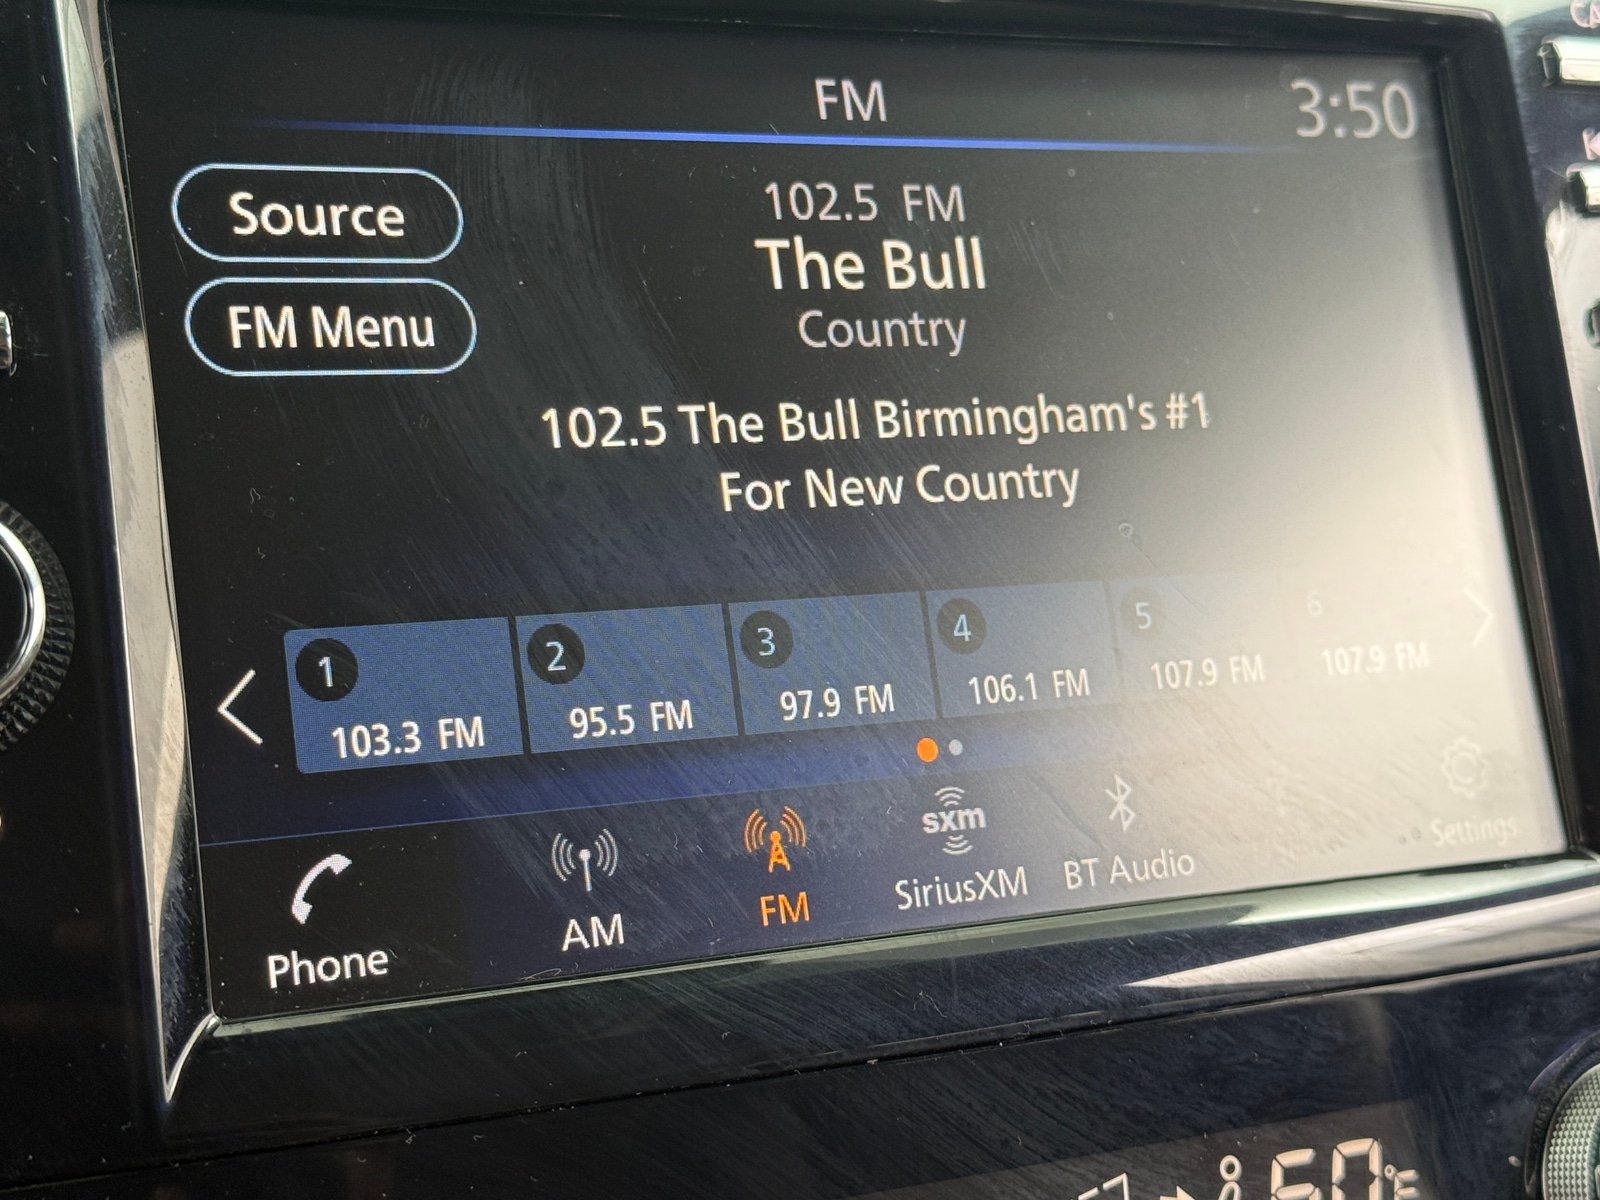 FM
3:50
Source
FM Menu
102.5 FM
The Bull
Country
102.5 The Bull Birmingham's #1
For New Country
1
103.3 FM
2
95.5 FM
3
97.9 FM
4
106.1 FM
5
107.9 FM
6
107.9 FM
Phone
AM
FM
sxm
SiriusXM
BT Audio
Settings
60°F